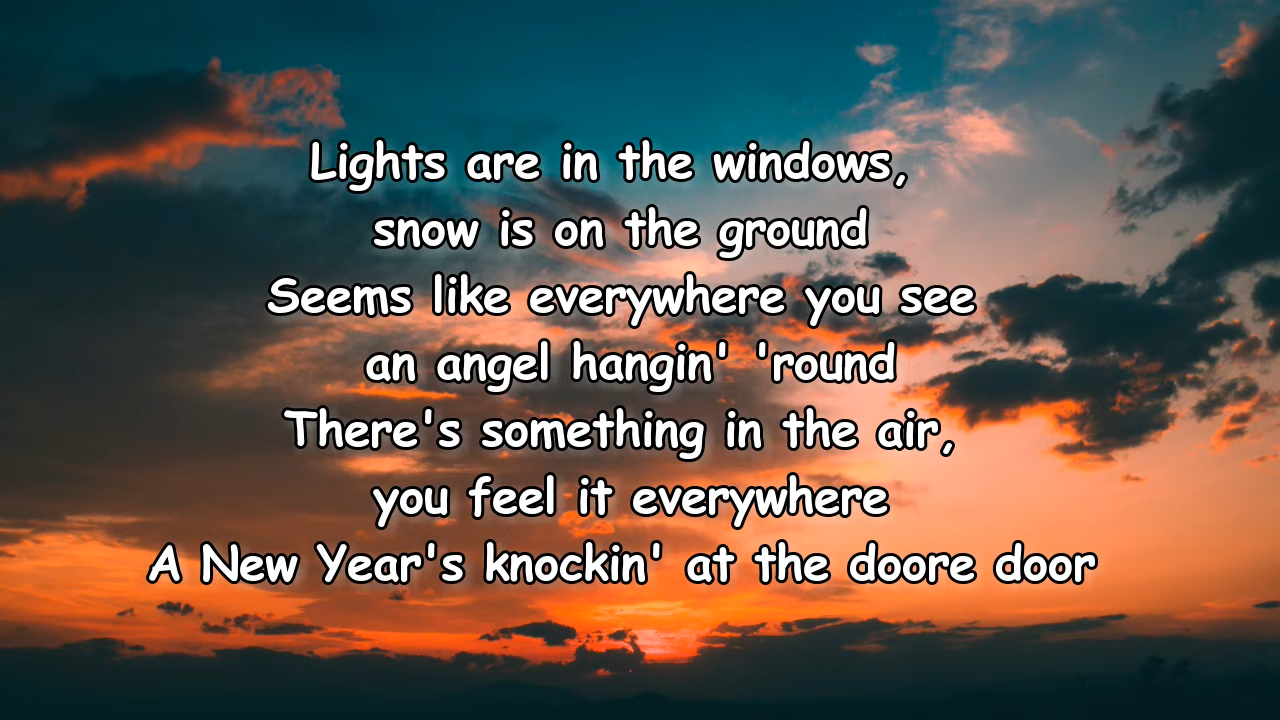 Lights are in the windows,
snow is on the ground
Seems like everywhere you see
an angel hangin' 'round
There's something in the air,
you feel it everywhere
A New Year's knockin' at the doore door